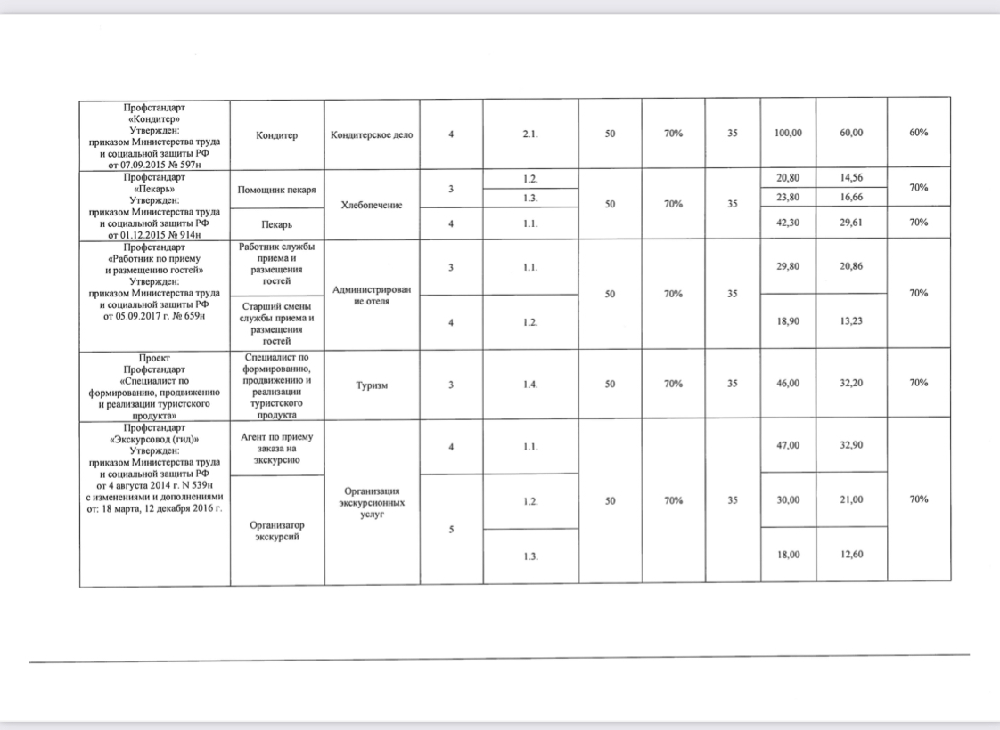 Профстандарт
«Кондитер»
Утвержден:
приказом Министерства труда
и социальной защиты РФ
от 07.09.2015 № 597н
Кондитер
Кондитерское дело
4
2.1.
50
70%
35
100,00
60,00
60%
Профстандарт
«Пекарь»
Утвержден:
приказом Министерства труда
и социальной защиты РФ
от 01.12.2015 № 914н
Помощник пекаря
Хлебопечение
3
1.2.
1.3.
50
70%
35
20,80
14,56
23,80
16,66
70%
Пекарь
4
1.1.
42,30
29,61
70%
Профстандарт
«Работник по приему
и размещению гостей»
Утвержден:
приказом Министерства труда
и социальной защиты РФ
от 05.09.2017 г. № 659н
Работник службы
приема и
размещения
гостей
Администрирован
ие отеля
3
1.1.
50
70%
35
29,80
20,86
70%
Старший смены
службы приема и
размещения
гостей
4
1.2.
18,90
13,23
Проект
Профстандарт
«Специалист по
формированию, продвижению
и реализации туристского
продукта»
Специалист по
формированию,
продвижению и
реализации
туристского
продукта
Туризм
3
1.4.
50
70%
35
46,00
32,20
70%
Профстандарт
«Экскурсовод (гид)»
Утвержден:
приказом Министерства труда
и социальной защиты РФ
от 4 августа 2014 г. N 539н
с изменениями и дополнениями
от: 18 марта, 12 декабря 2016 г.
Агент по приему
заказа на
экскурсию
Организация
экскурсионных
услуг
4
1.1.
50
70%
35
47,00
32,90
70%
Организатор
экскурсий
5
1.2.
30,00
21,00
1.3.
18,00
12,60